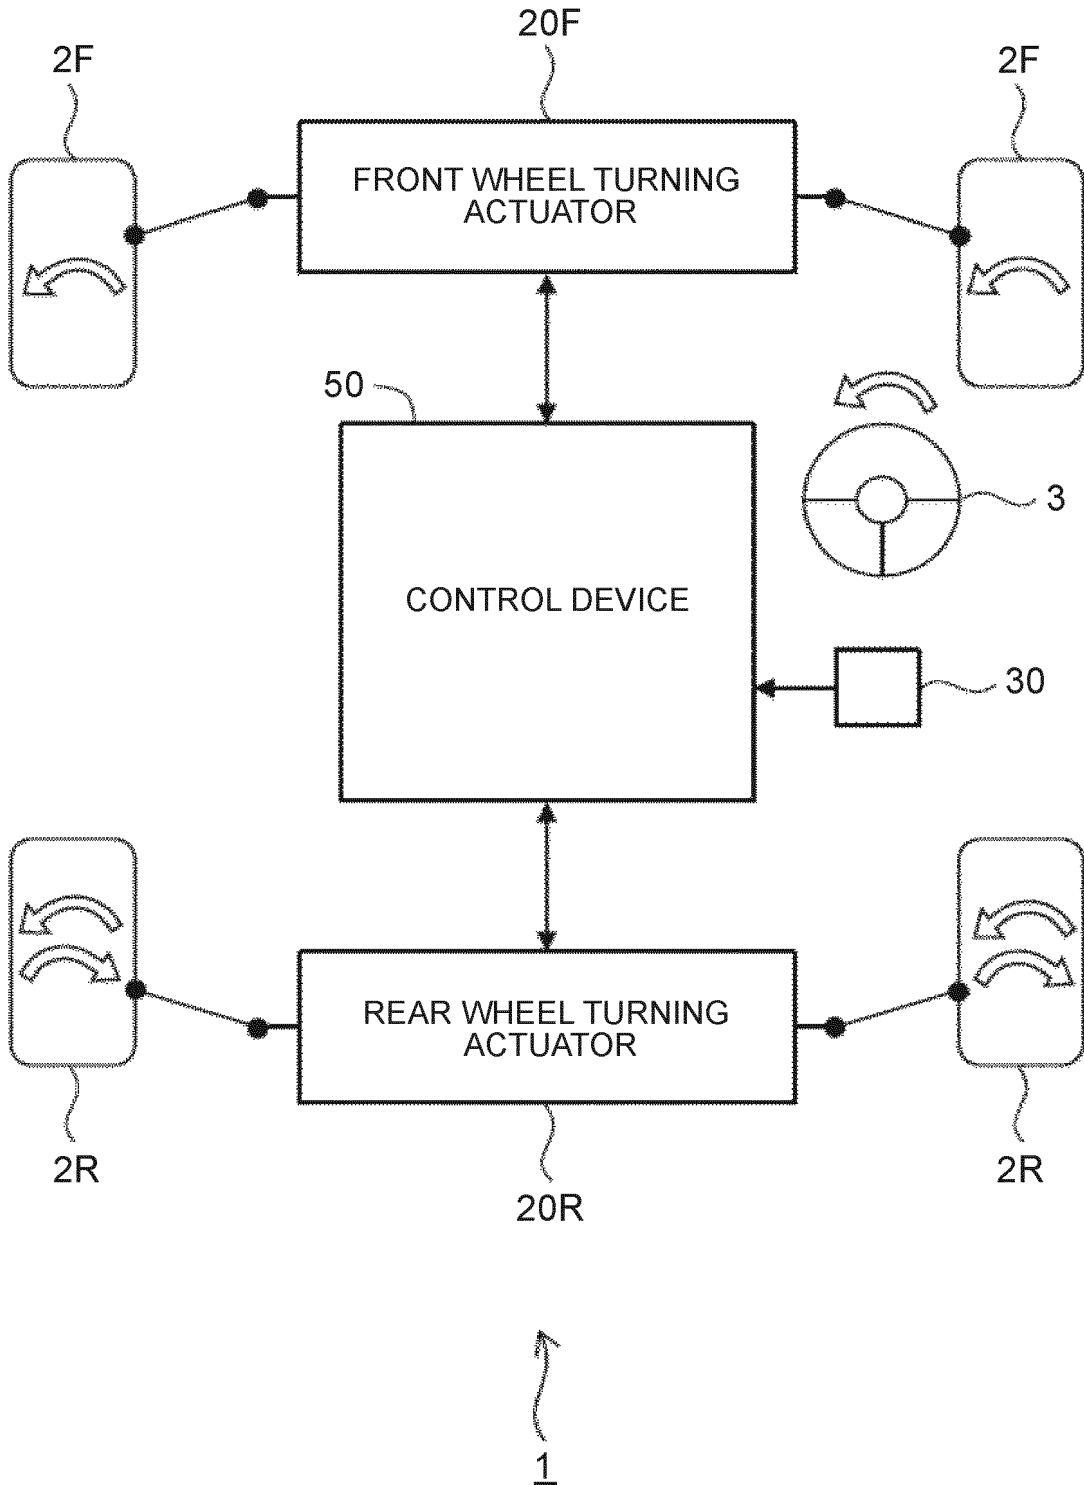 20F
2F
2F
FRONT WHEEL TURNING
ACTUATOR
50
3
CONTROL DEVICE
30
REAR WHEEL TURNING
ACTUATOR
2R
2R
20R
1